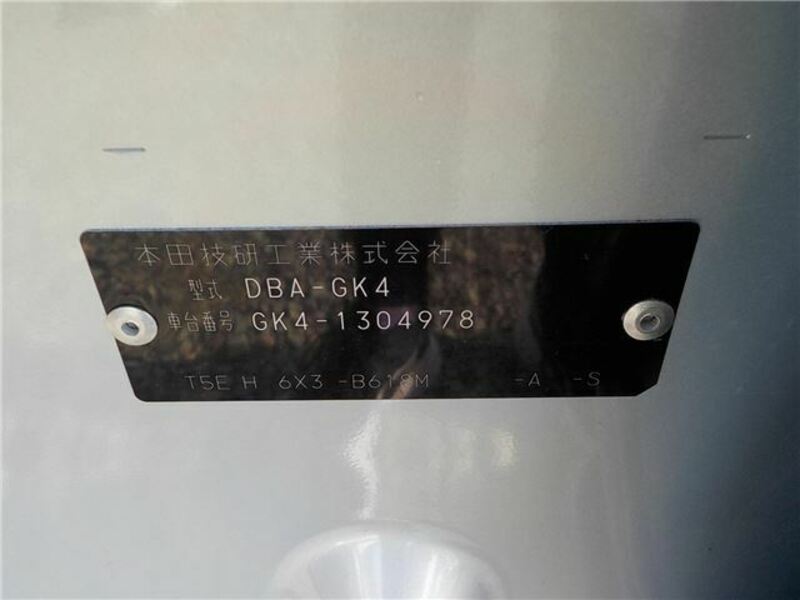 本田技研工業株式会社
型式 DBA-GK4
車台番号 GK4-1304978
T5E H 6X3 -B618M -A -S